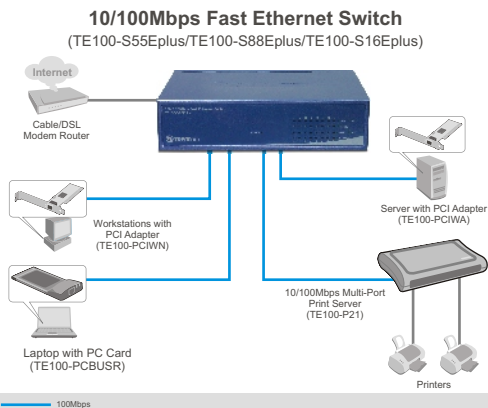 10/100Mbps Fast Ethernet Switch
(TE100-S55Eplus/TE100-S88Eplus/TE100-S16Eplus)
Internet
Cable/DSL
Modem Router
Server with PCI Adapter
(TE100-PCIWA)
Workstations with
PCI Adapter
(TE100-PCIWN)
10/100Mbps Multi-Port
Print Server
(TE100-P21)
Laptop with PC Card
(TE100-PCBUSR)
Printers
100Mbps